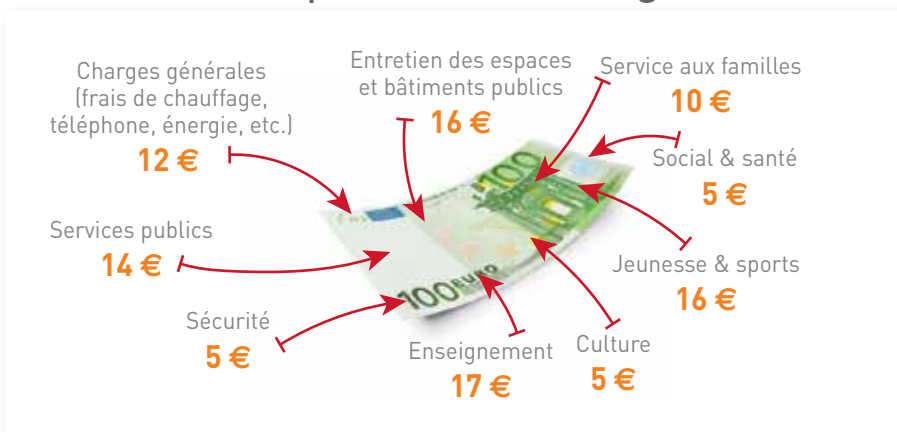 Charges générales
(frais de chauffage,
téléphone, énergie, etc.)
12 €
Entretien des espaces
et bâtiments publics
16 €
Service aux familles
10 €
Social & santé
5 €
Services publics
14 €
Jeunesse & sports
16 €
Sécurité
5 €
Enseignement
17 €
Culture
5 €
100
100 EURO